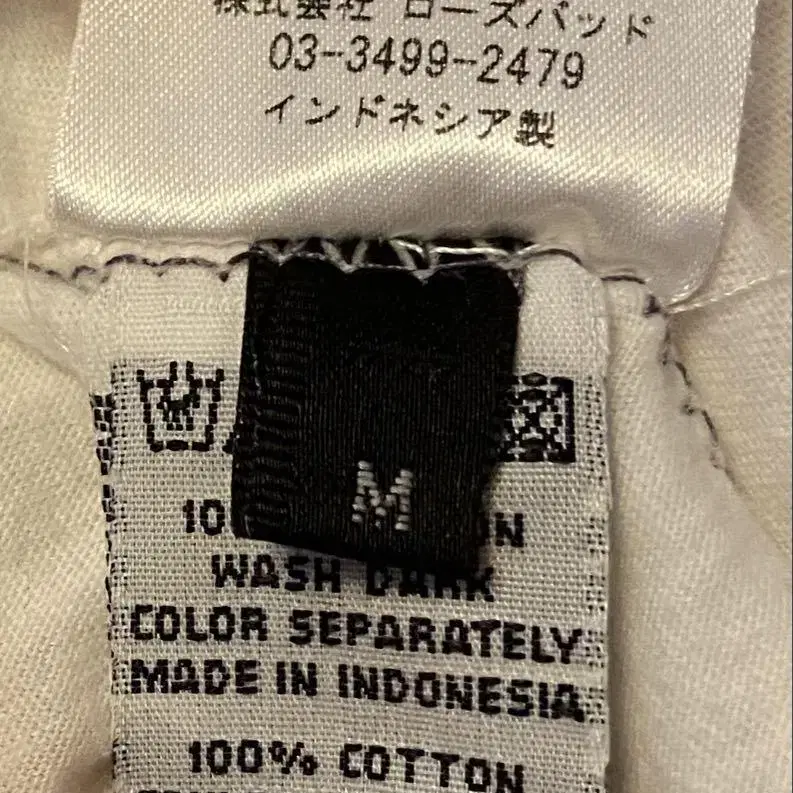 株式会社 ローズバッド
03-3499-2479
インドネシア製
M
WASH DARK
COLOR SEPARATELY
MADE IN INDONESIA
100% COTTON